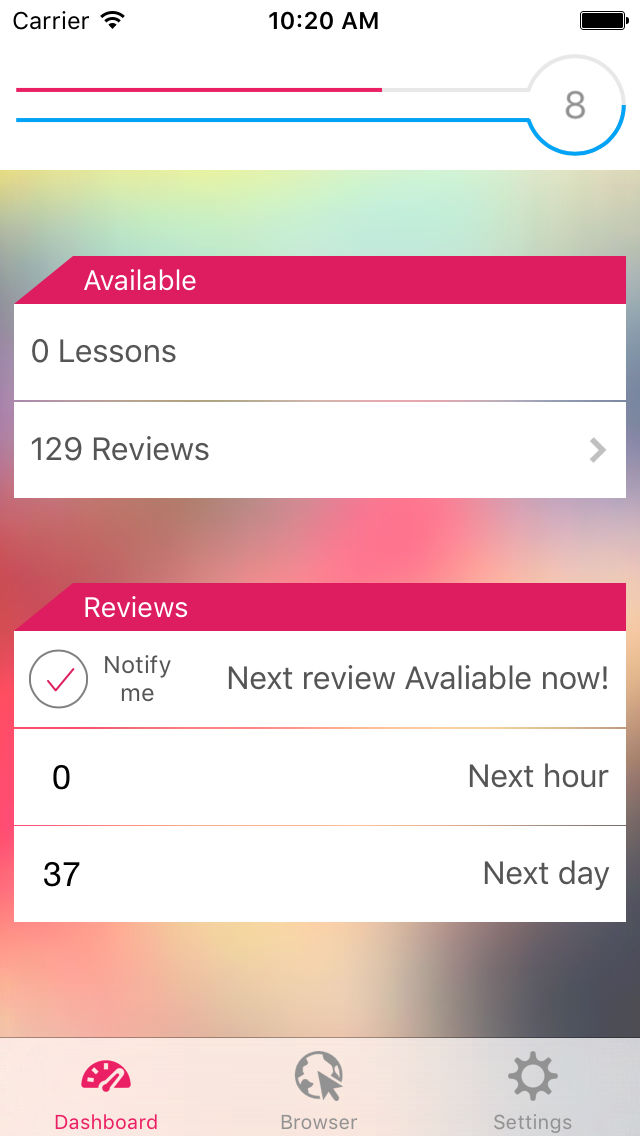 Carrier 10:20 AM
8
Available
0 Lessons
129 Reviews
Reviews
Notify
me
Next review Avaliable now!
0 Next hour
37 Next day
Dashboard Browser Settings